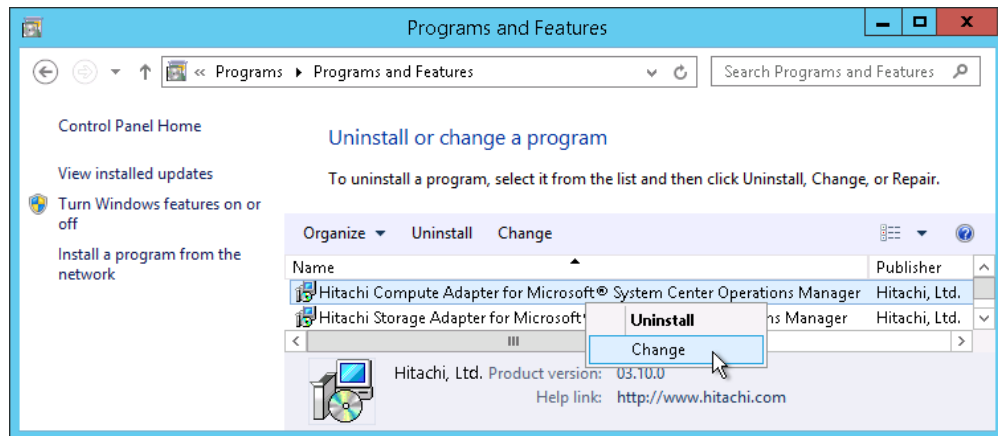 Programs and Features
« Programs ▸ Programs and Features
Search Programs and Features
Control Panel Home
View installed updates
Turn Windows features on or
off
Install a program from the
network
Uninstall or change a program
To uninstall a program, select it from the list and then click Uninstall, Change, or Repair.
Organize Uninstall Change
Name Publisher
Hitachi Compute Adapter for Microsoft® System Center Operations Manager Hitachi, Ltd.
Hitachi Storage Adapter for Microsoft ns Manager Hitachi, Ltd.
Uninstall
Change
Hitachi, Ltd. Product version: 03.10.0
Help link: http://www.hitachi.com